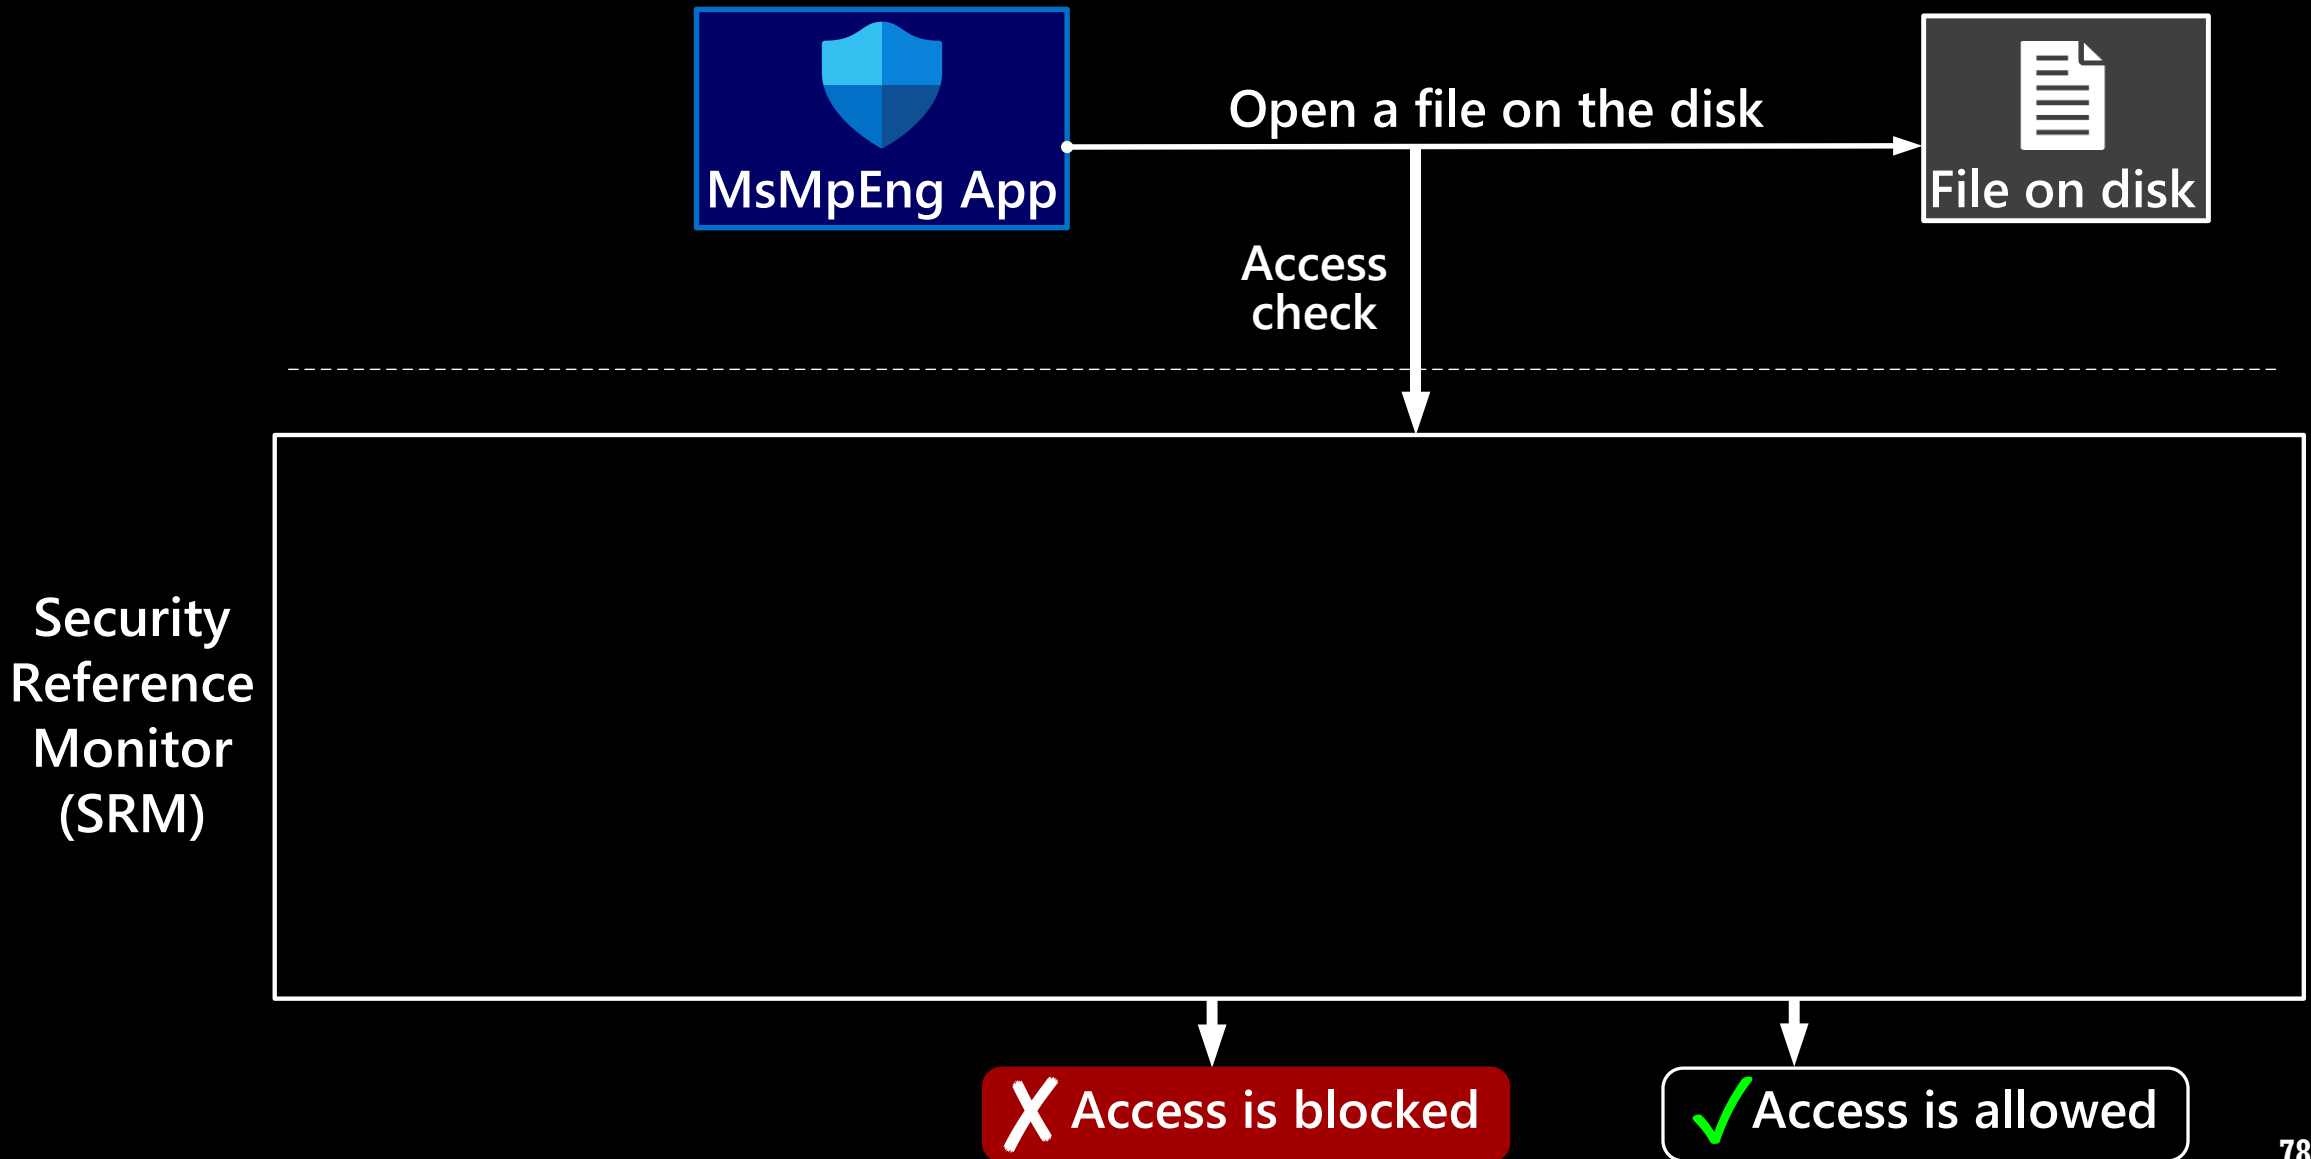 Open a file on the disk
MsMpEng App
File on disk
Access
check
Security
Reference
Monitor
(SRM)
Access is blocked
Access is allowed
78